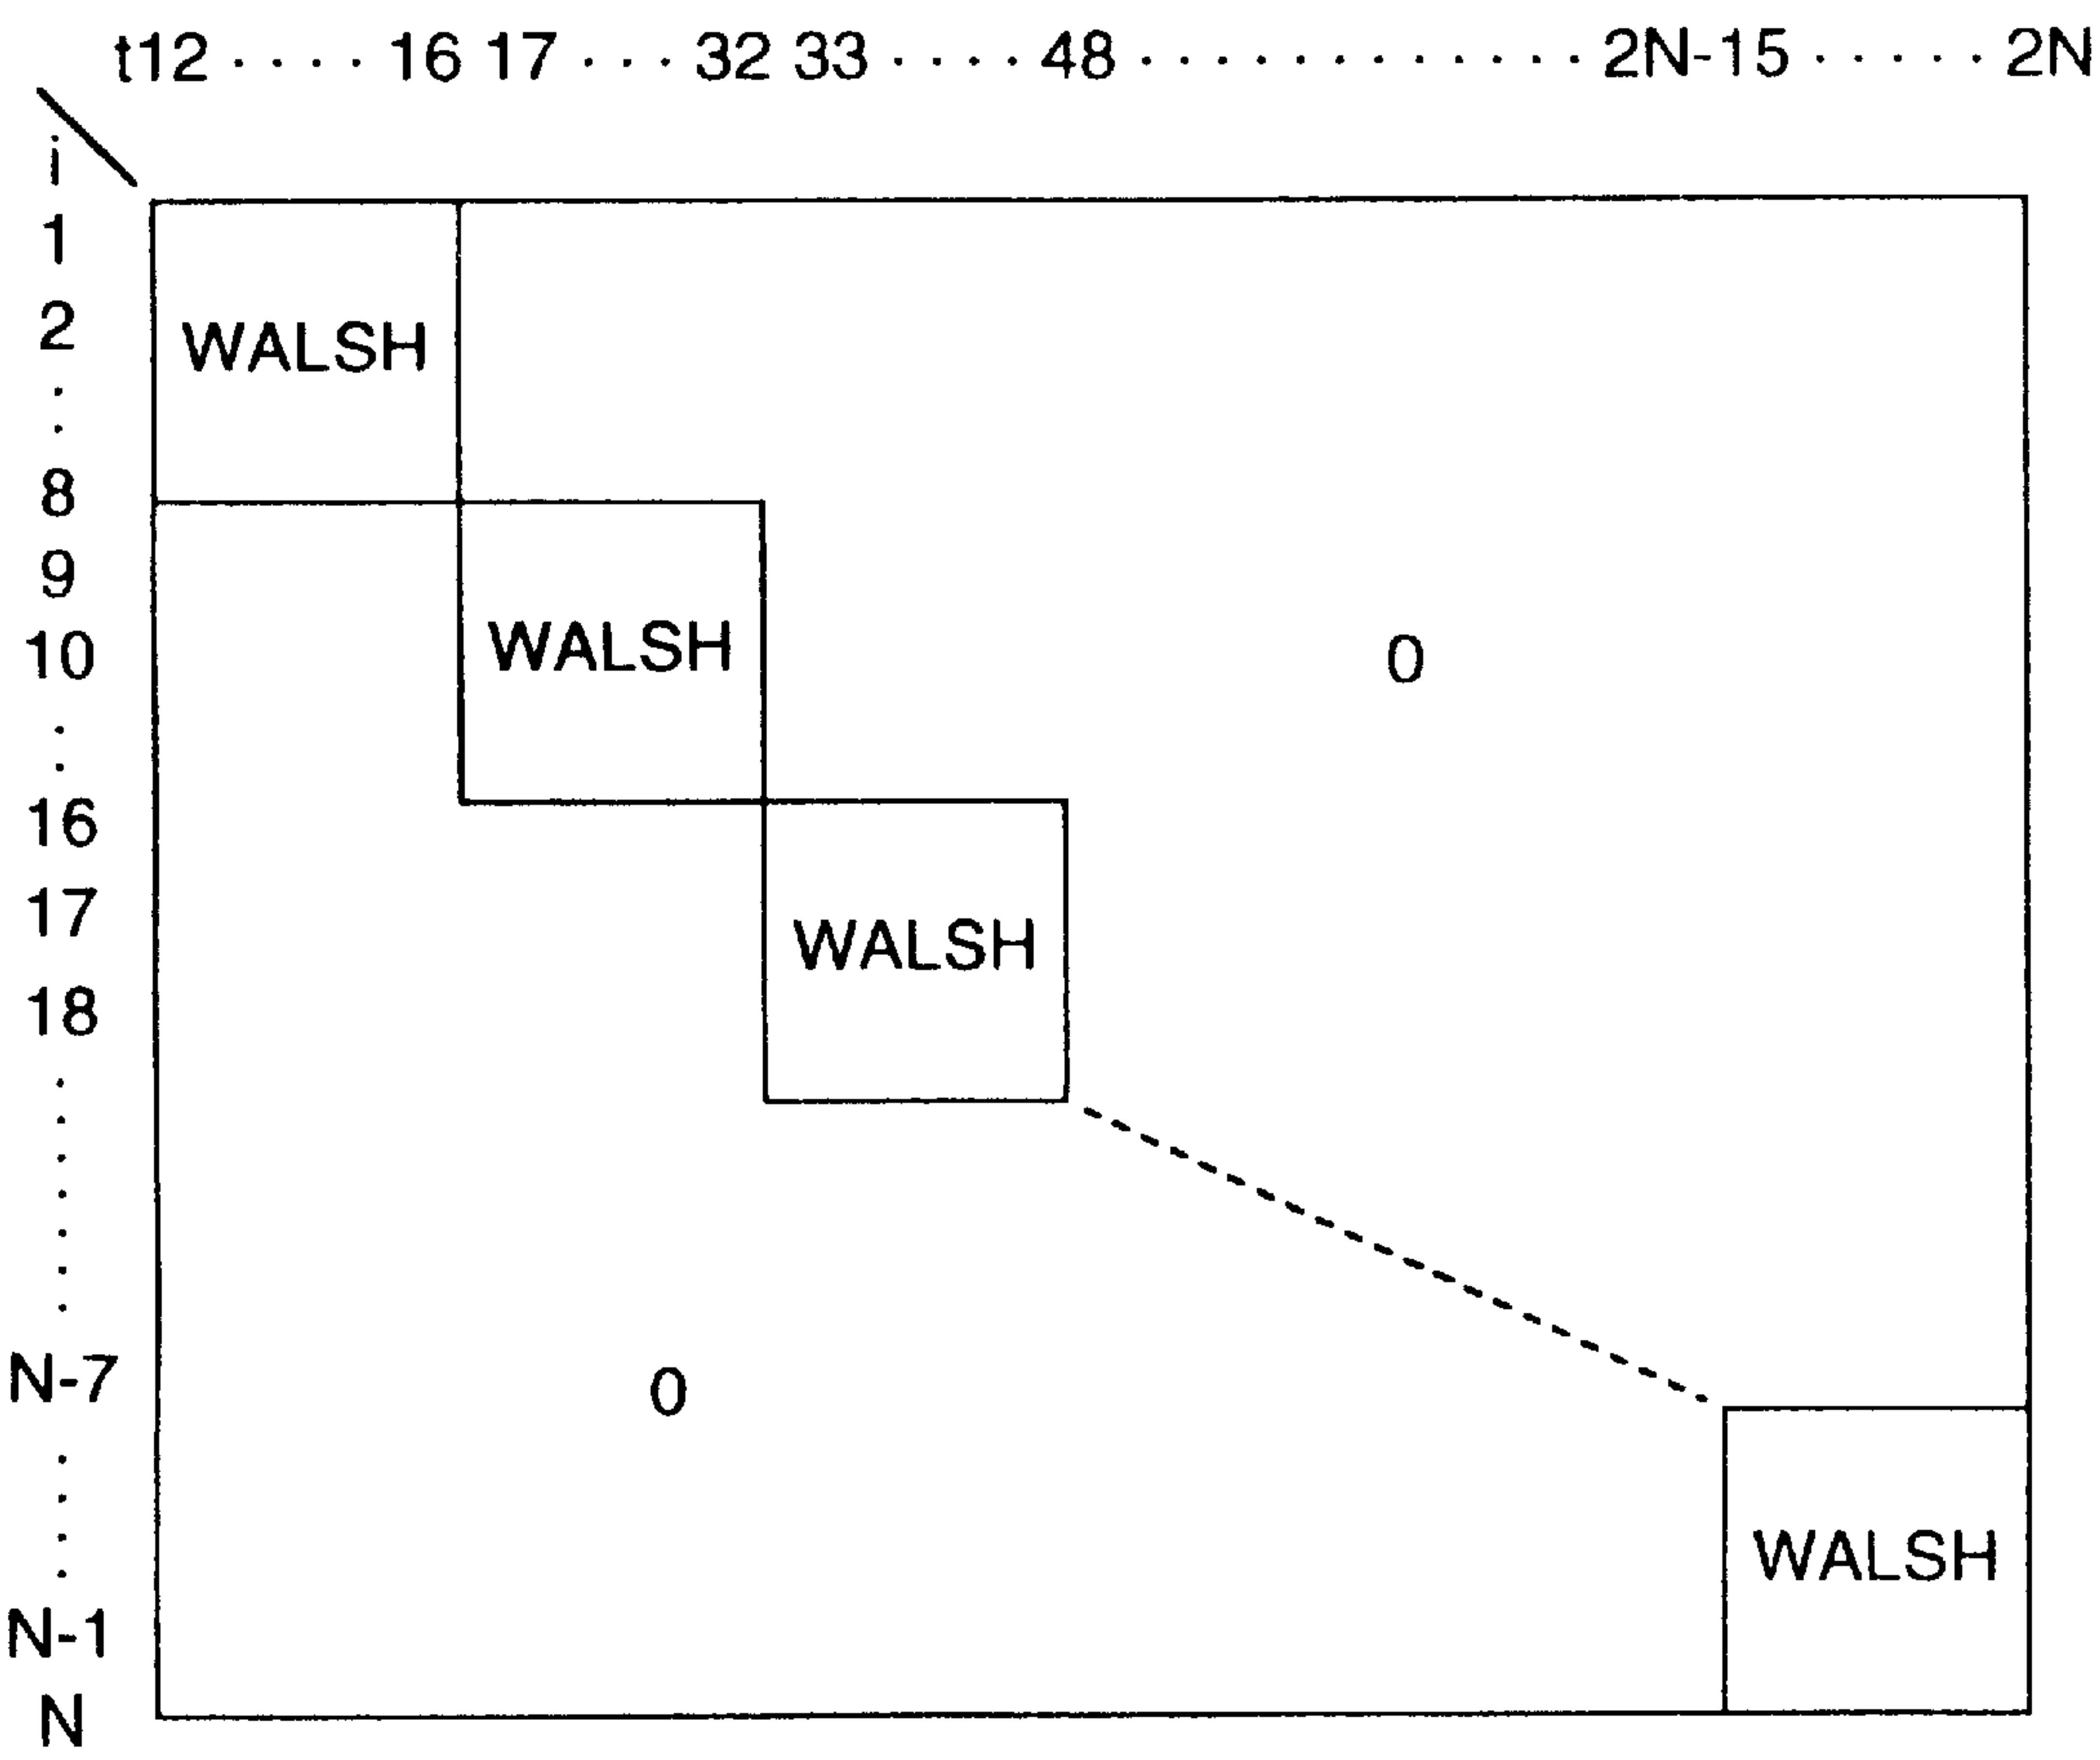 t12 .... 16 17 ... 32 33 .... 48 ............ 2N-15 ..... 2N
i
1
2
WALSH
8
9
10
WALSH
0
16
17
WALSH
18
N-7
0
WALSH
N-1
N